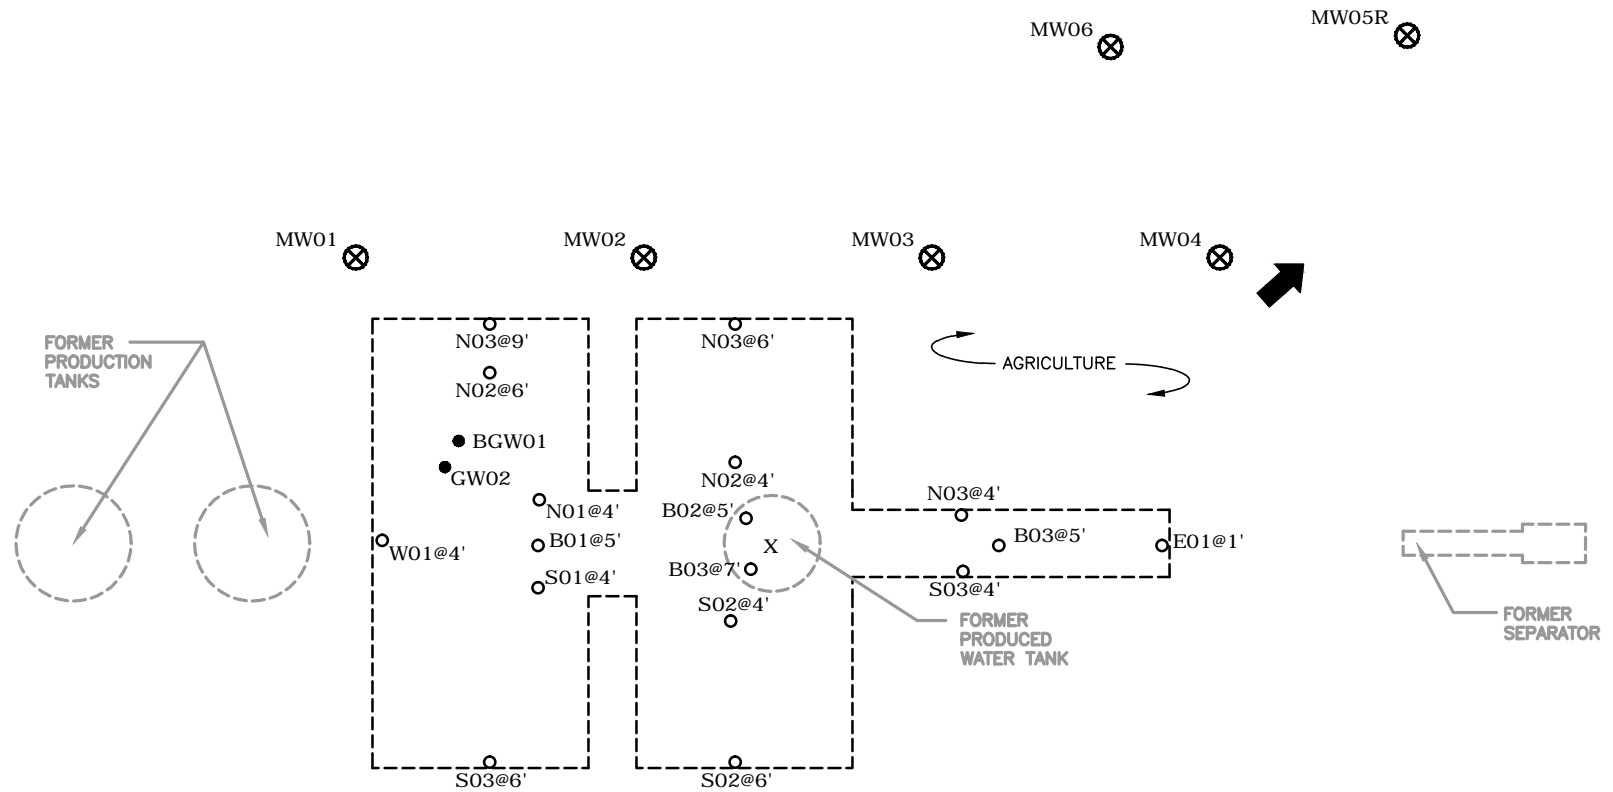 MW05R
MW06
MW01
MW02
MW03
MW04
FORMER
PRODUCTION
TANKS
N03@9'
N03@6'
AGRICULTURE
N02@6'
BGW01
GW02
N02@4'
N01@4'
B02@5'
N03@4'
B01@5'
X
B03@5'
E01@1'
W01@4'
B03@7'
S01@4'
S03@4'
S02@4'
FORMER
PRODUCED
WATER TANK
FORMER
SEPARATOR
S03@6'
S02@6'